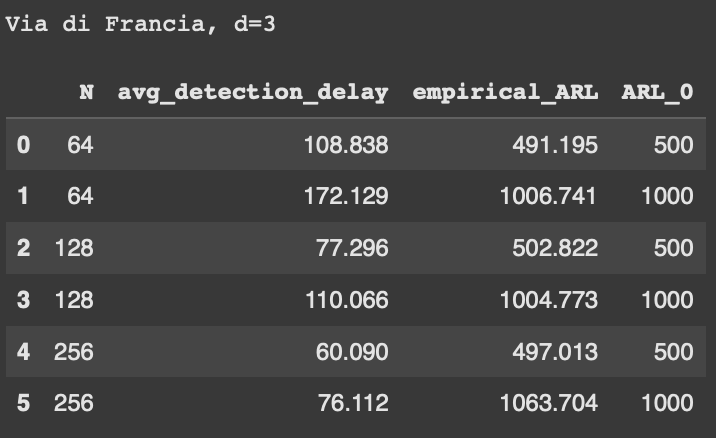 Via di Francia, d=3
N avg_detection_delay empirical_ARL ARL_0
0 64 108.838 491.195 500
1 64 172.129 1006.741 1000
2 128 77.296 502.822 500
3 128 110.066 1004.773 1000
4 256 60.090 497.013 500
5 256 76.112 1063.704 1000